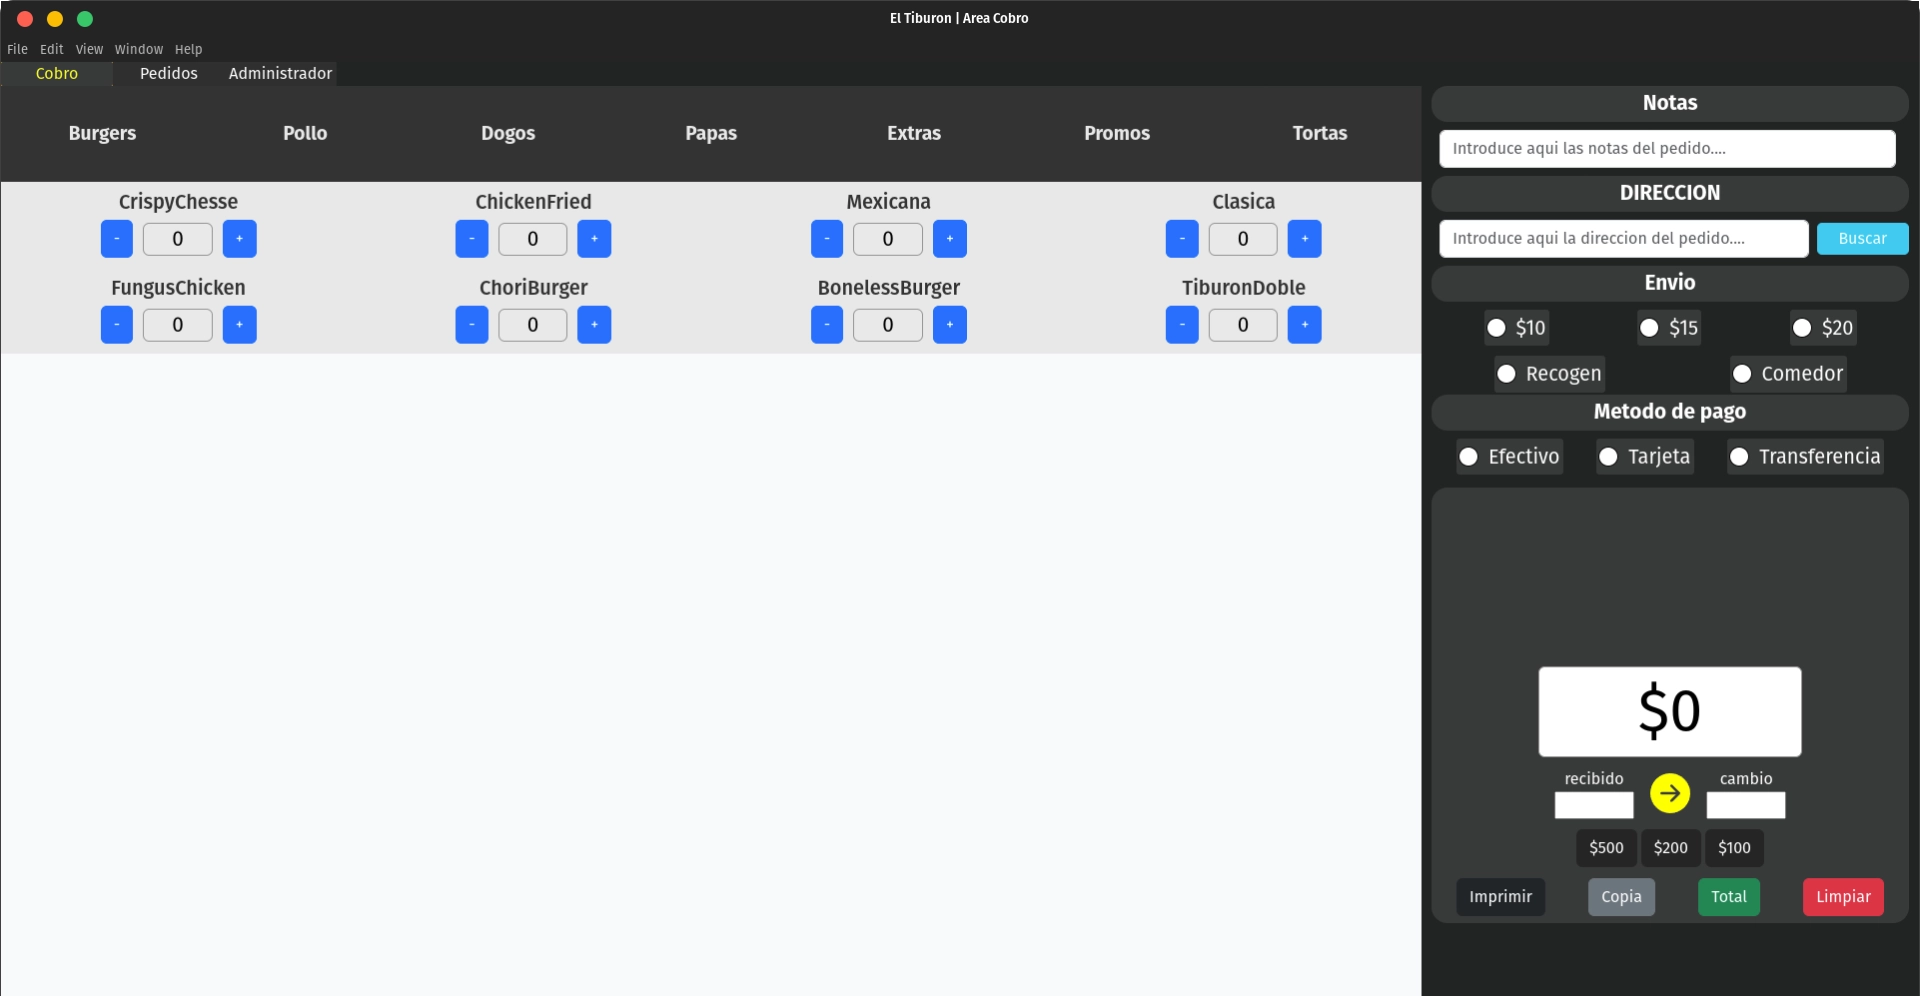 El Tiburon | Area Cobro
File Edit View Window Help
Cobro Pedidos Administrador
Burgers Pollo Dogos Papas Extras Promos Tortas
CrispyChesse ChickenFried Mexicana Clasica
- 0 + - 0 + - 0 + - 0 +
FungusChicken ChoriBurger BonelessBurger TiburonDoble
- 0 + - 0 + - 0 + - 0 +
Notas
Introduce aqui las notas del pedido....
DIRECCION
Introduce aqui la direccion del pedido.... Buscar
Envio
$10 $15 $20
Recogen Comedor
Metodo de pago
Efectivo Tarjeta Transferencia
$0
recibido cambio
$500 $200 $100
Imprimir Copia Total Limpiar